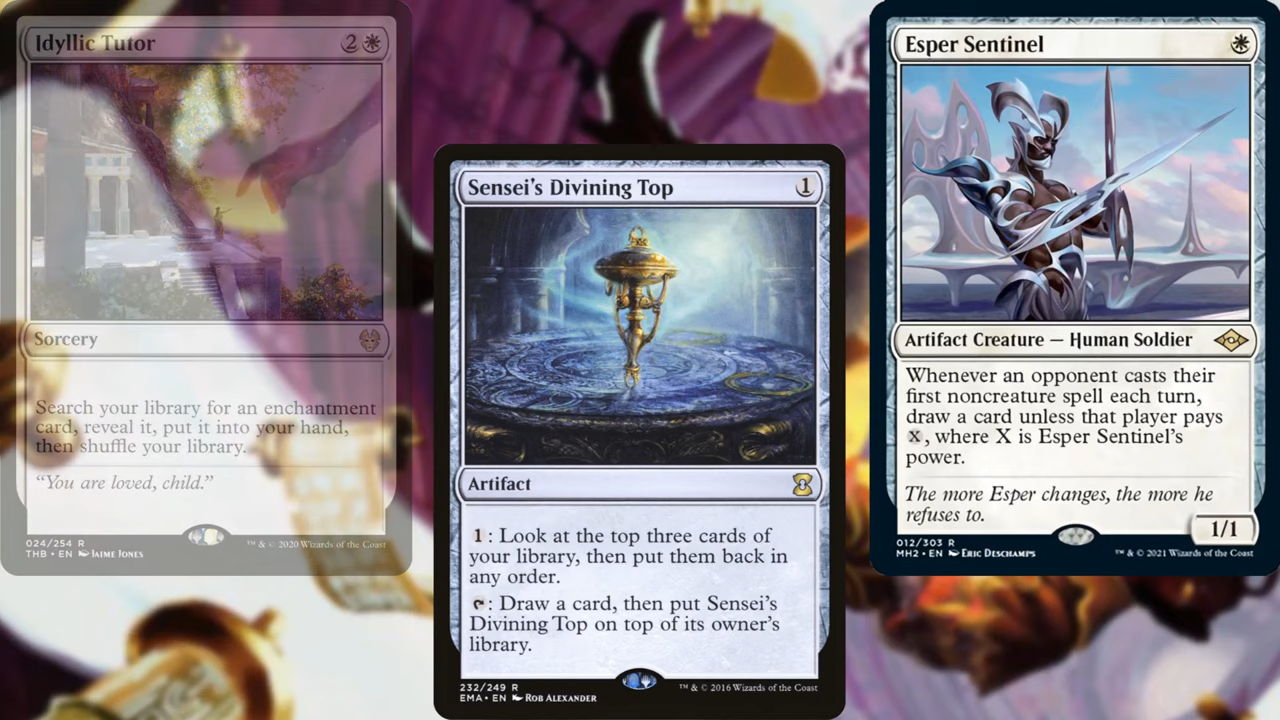 Idyllic Tutor 2
Sorcery
Search your library for an enchantment
card, reveal it, put it into your hand,
then shuffle your library.
“You are loved, child.”
024/254 R
THB • EN Jaime Jones
™ & © 2020 Wizards of the Coast
Sensei's Divining Top 1
Artifact
1: Look at the top three cards of
your library, then put them back in
any order.
: Draw a card, then put Sensei's
Divining Top on top of its owner's
library.
232/249 R
EMA • EN Rob Alexander
™ & © 2016 Wizards of the Coast
Esper Sentinel
Artifact Creature — Human Soldier
Whenever an opponent casts their
first noncreature spell each turn,
draw a card unless that player pays
X, where X is Esper Sentinel's
power.
The more Esper changes, the more he
refuses to.
1/1
012/303 R
MH2 • EN Eric Deschamps
™ & © 2021 Wizards of the Coast